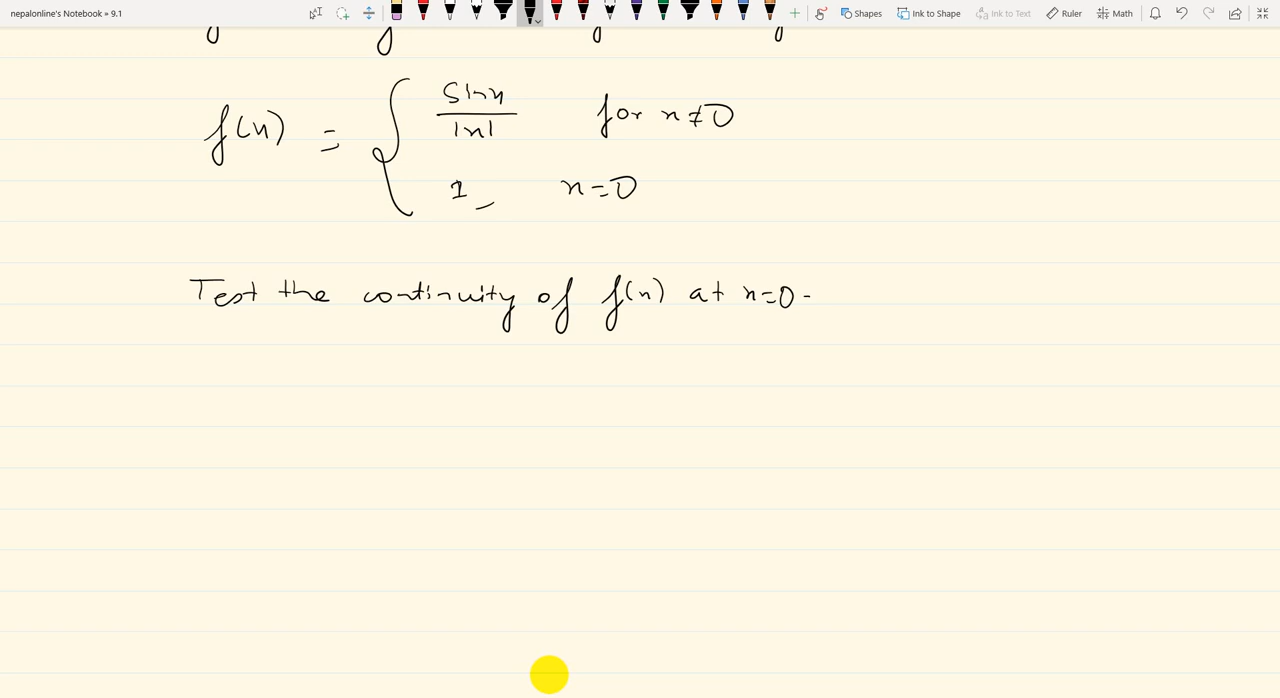 nepalonline's Notebook » 9.1
Shapes Ink to Shape Ink to Text Ruler Math
f(x) = { sinx / |x| for x ≠ 0
1, x = 0
Test the continuity of f(x) at x=0.